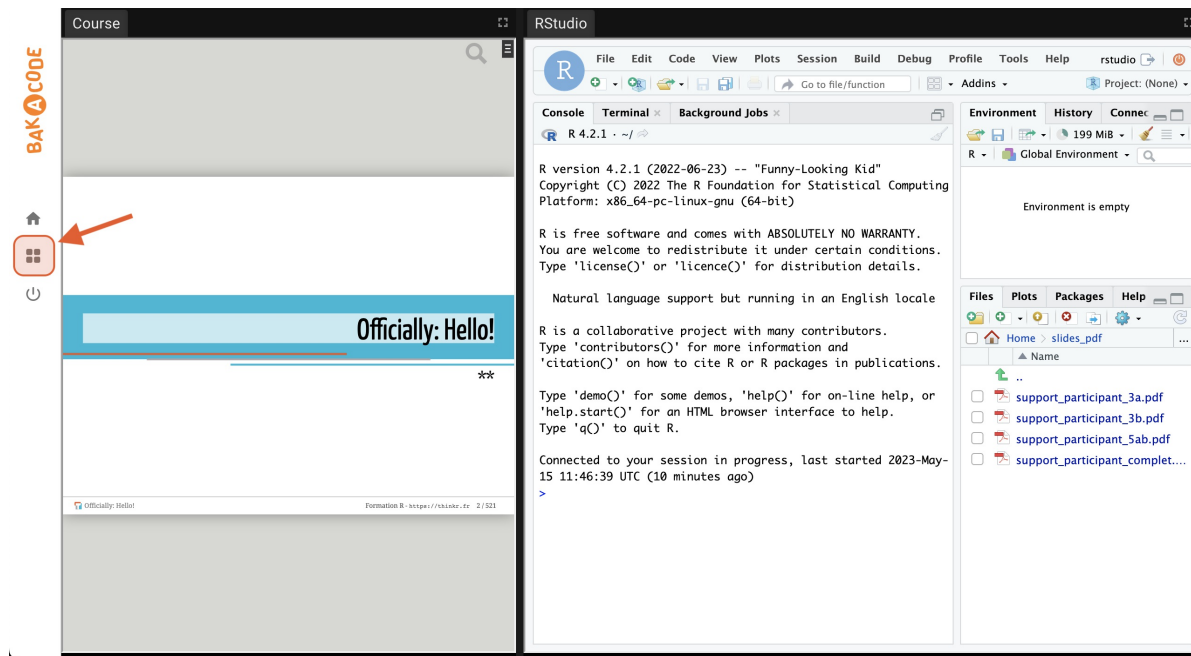 BAKACODE
Course
Officially: Hello!
**
Officially: Hello!
Formation R - https://thinkr.fr 2 / 521
RStudio
File Edit Code View Plots Session Build Debug Profile Tools Help rstudio
Go to file/function Addins Project: (None)
Console Terminal Background Jobs
R 4.2.1 · ~/
R version 4.2.1 (2022-06-23) -- "Funny-Looking Kid"
Copyright (C) 2022 The R Foundation for Statistical Computing
Platform: x86_64-pc-linux-gnu (64-bit)
R is free software and comes with ABSOLUTELY NO WARRANTY.
You are welcome to redistribute it under certain conditions.
Type 'license()' or 'licence()' for distribution details.
Natural language support but running in an English locale
R is a collaborative project with many contributors.
Type 'contributors()' for more information and
'citation()' on how to cite R or R packages in publications.
Type 'demo()' for some demos, 'help()' for on-line help, or
'help.start()' for an HTML browser interface to help.
Type 'q()' to quit R.
Connected to your session in progress, last started 2023-May-
15 11:46:39 UTC (10 minutes ago)
>
Environment History Connec
199 MiB
R Global Environment
Environment is empty
Files Plots Packages Help
Home slides_pdf ...
Name
..
support_participant_3a.pdf
support_participant_3b.pdf
support_participant_5ab.pdf
support_participant_complet....